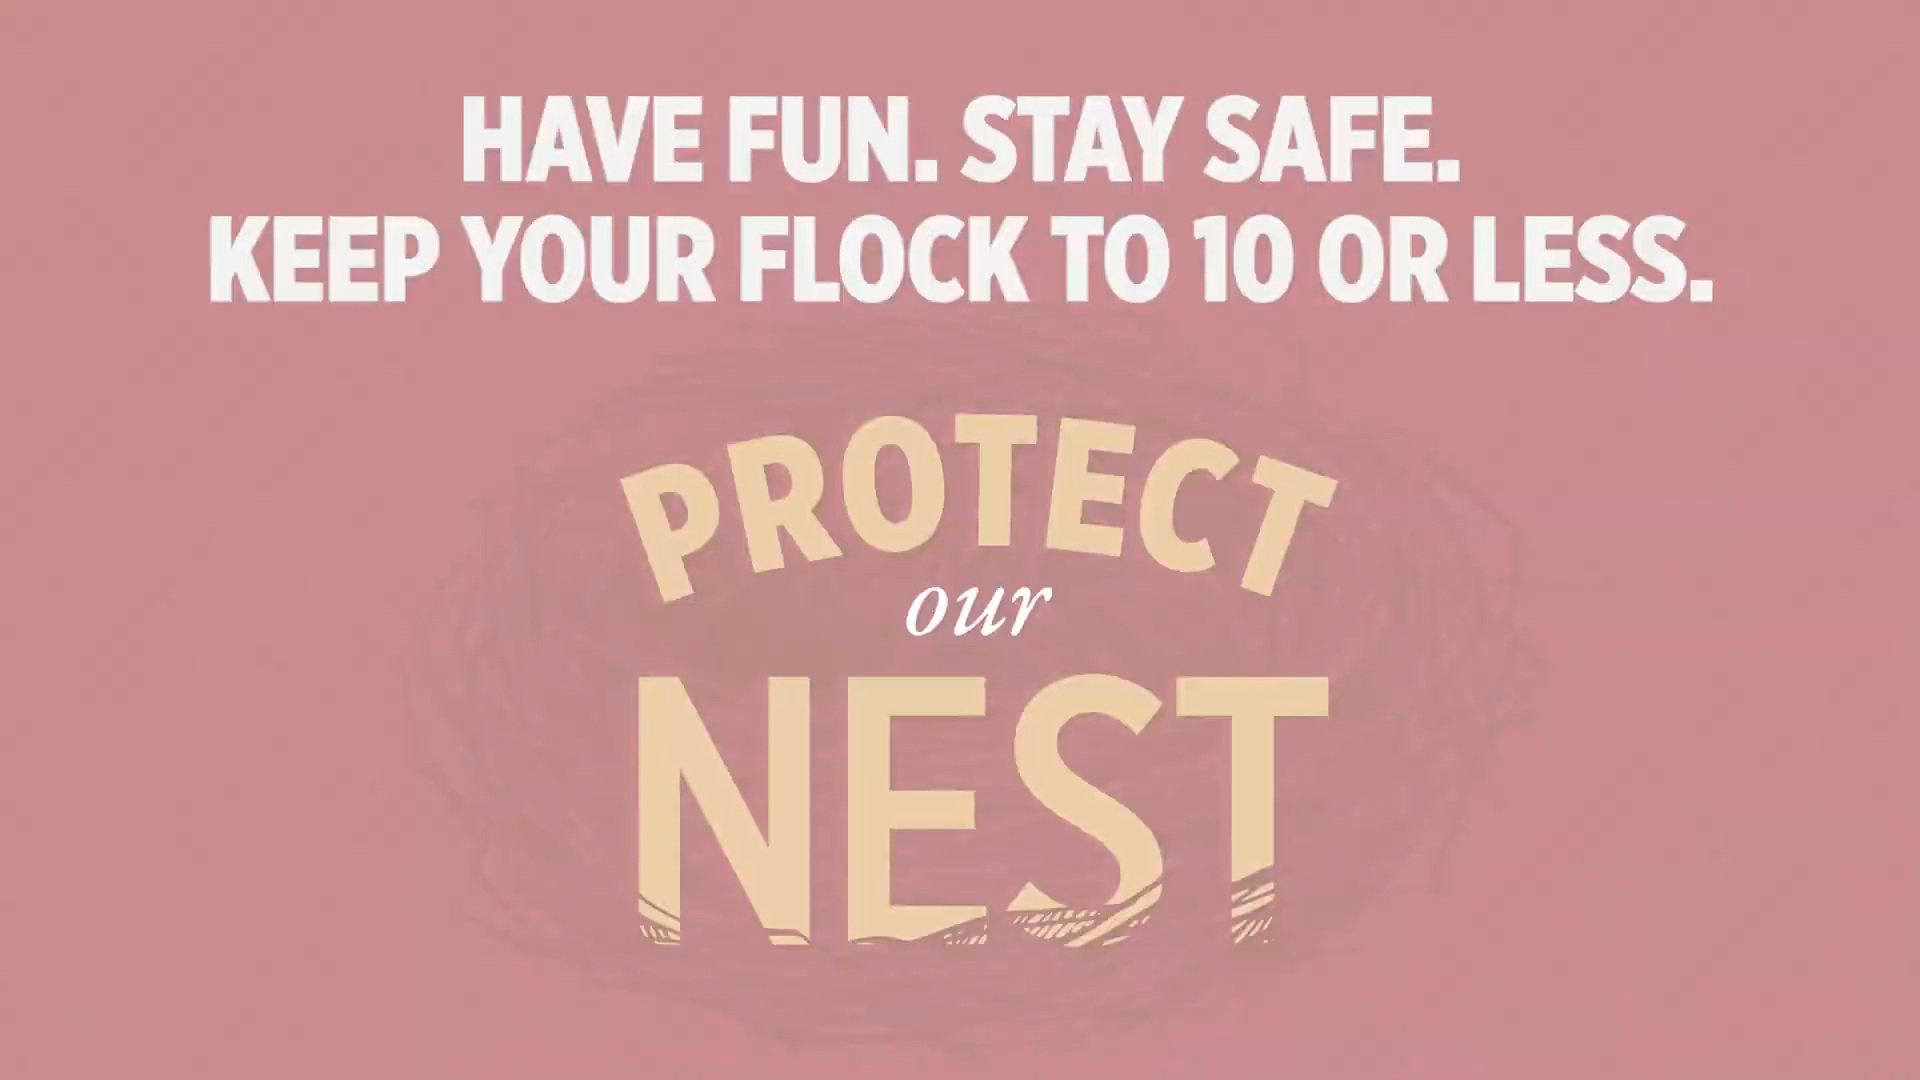 HAVE FUN. STAY SAFE.
KEEP YOUR FLOCK TO 10 OR LESS.
PROTECT
our
NEST